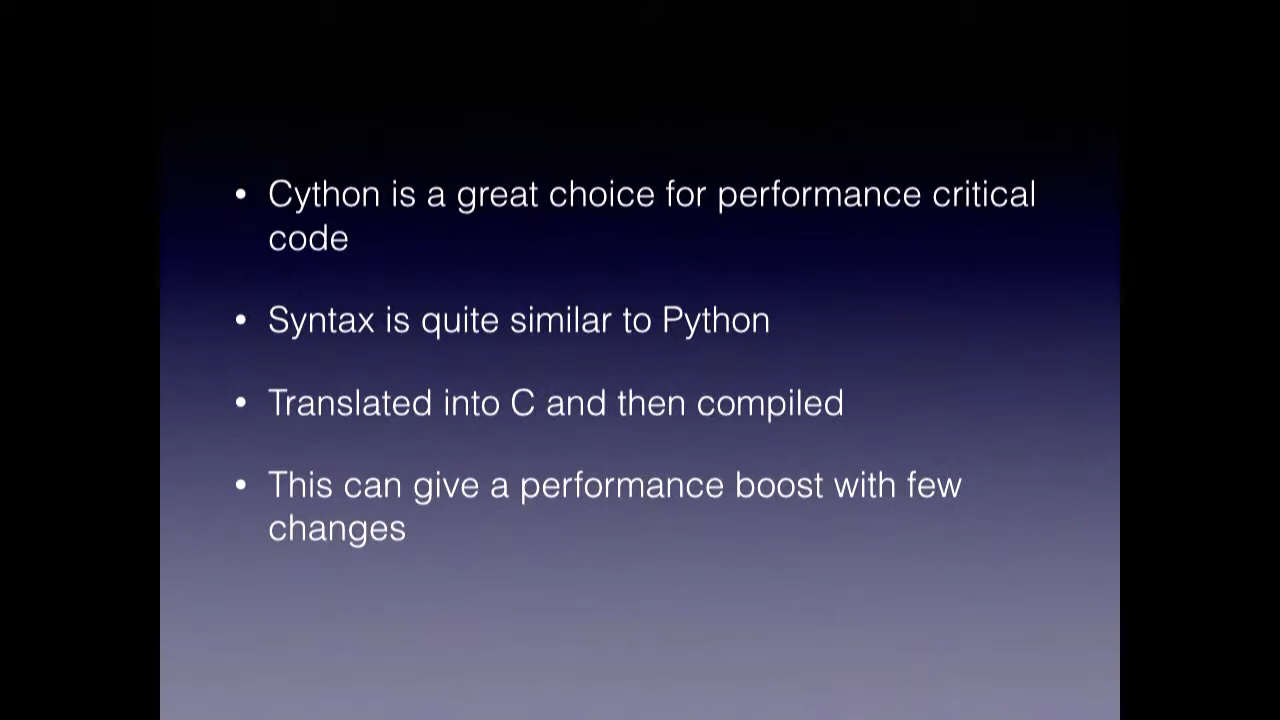 • Cython is a great choice for performance critical
code
• Syntax is quite similar to Python
• Translated into C and then compiled
• This can give a performance boost with few
changes